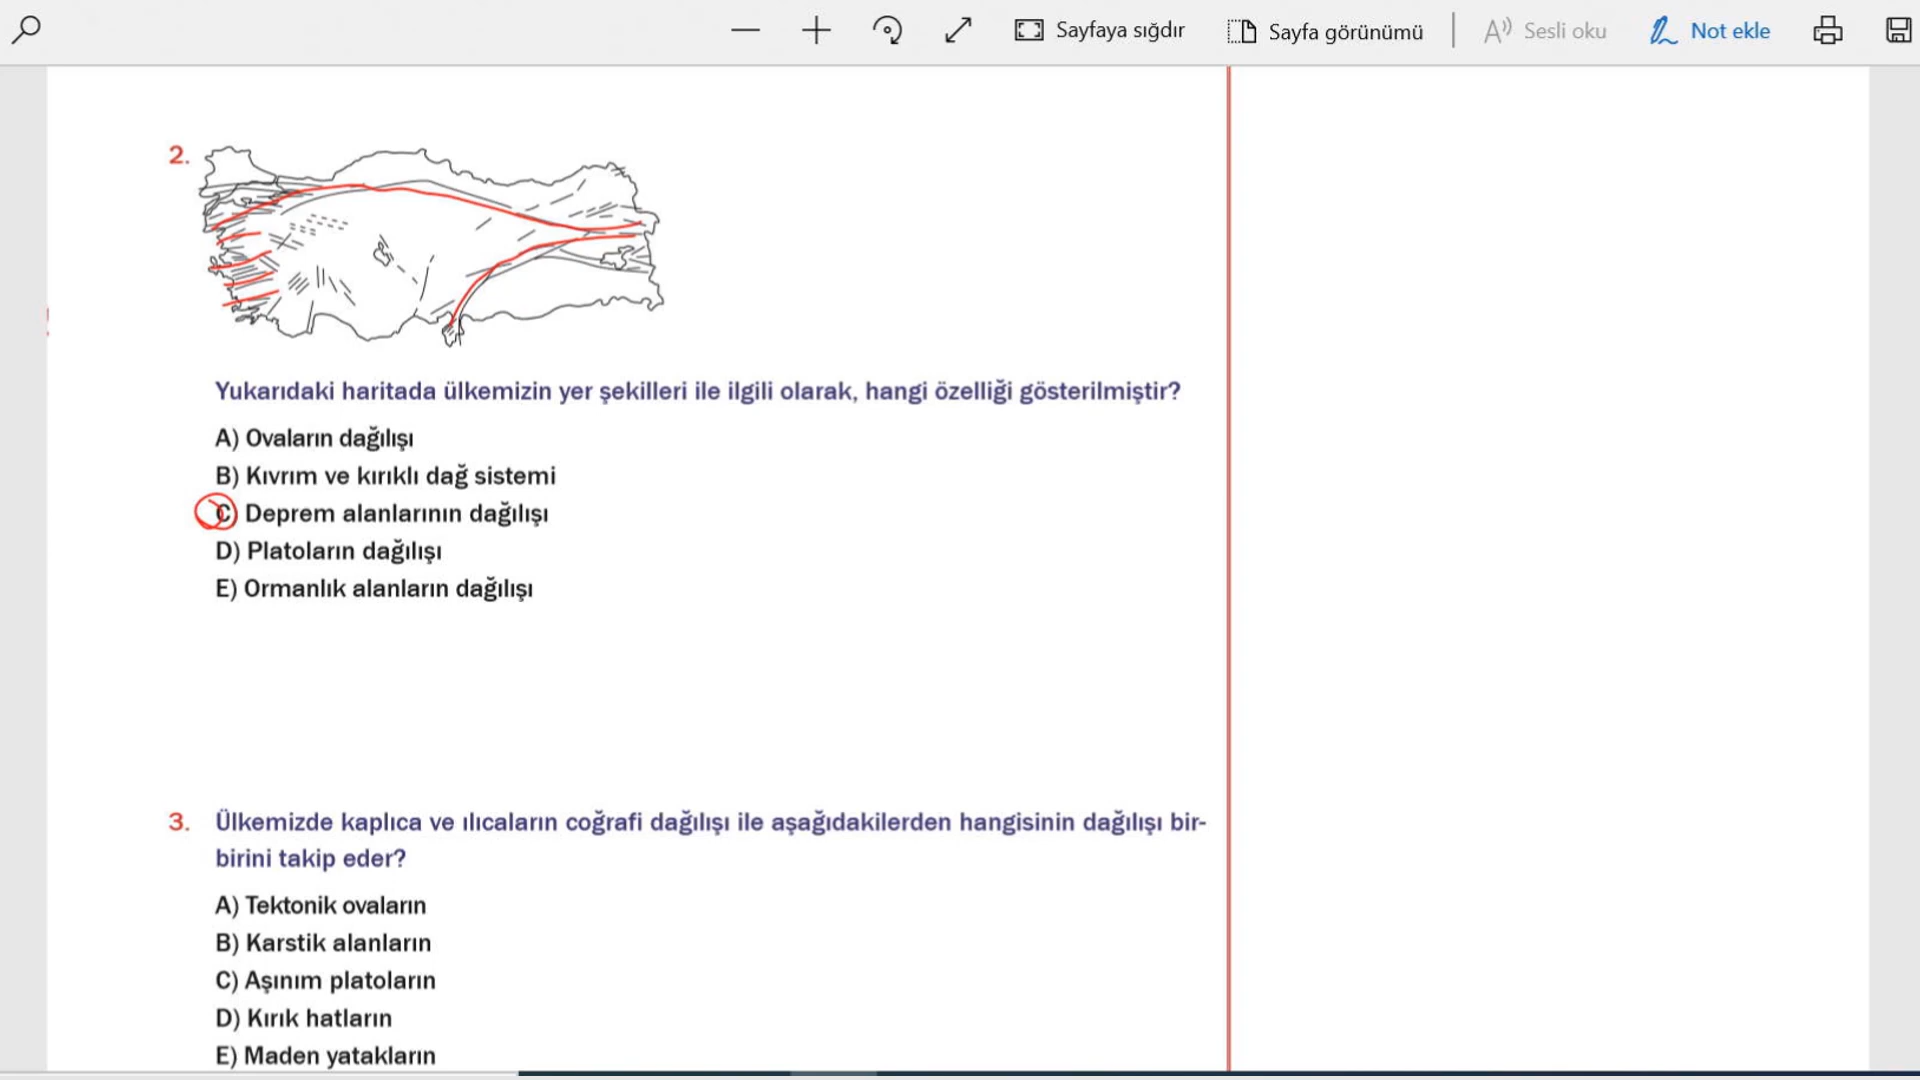 Sayfaya sığdır
Sayfa görünümü
Sesli oku
Not ekle
2.
Yukarıdaki haritada ülkemizin yer şekilleri ile ilgili olarak, hangi özelliği gösterilmiştir?
A) Ovaların dağılışı
B) Kıvrım ve kırıklı dağ sistemi
C) Deprem alanlarının dağılışı
D) Platoların dağılışı
E) Ormanlık alanların dağılışı
3. Ülkemizde kaplıca ve ılıcaların coğrafi dağılışı ile aşağıdakilerden hangisinin dağılışı bir-
birini takip eder?
A) Tektonik ovaların
B) Karstik alanların
C) Aşınım platoların
D) Kırık hatların
E) Maden yatakların